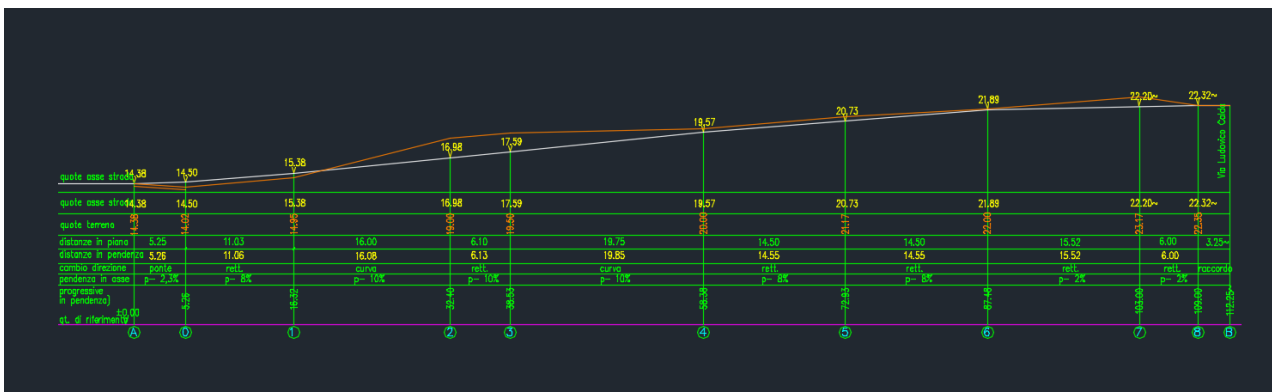 14.38 14.50 15.38 16.98 17.59 19.57 20.73 21.89 22.20~ 22.32~
Via Ludovico Calda
quote asse strada
quote asse strada 14.38 14.50 15.38 16.98 17.59 19.57 20.73 21.89 22.20~ 22.32~
quote terreno 14.38 14.02 14.95 19.00 19.50 20.00 21.17 22.00 23.17 22.35
distanze in piano 5.25 11.03 16.00 6.10 19.75 14.50 14.50 15.52 6.00 3.25~
distanze in pendenza 5.26 11.06 16.08 6.13 19.85 14.55 14.55 15.52 6.00
cambio direzione ponte rett. curva rett. curva rett. rett. rett. rett. raccordo
pendenza in asse p= 2,3% p= 8% p= 10% p= 10% p= 10% p= 8% p= 8% p= 2% p= 2%
progressive
in pendenza) 5.26 16.32 32.40 38.53 58.38 72.93 87.48 103.00 109.00 112.25~
±0.00
qt. di riferimento
A 0 1 2 3 4 5 6 7 8 B